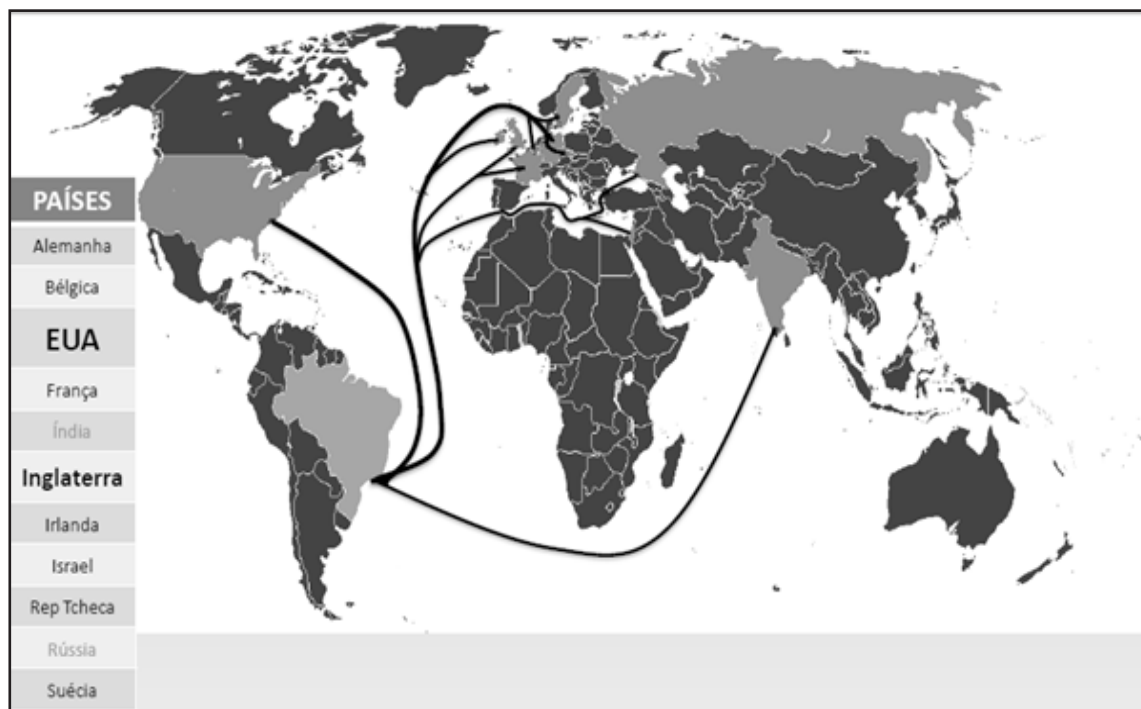 PAÍSES
Alemanha
Bélgica
EUA
França
Índia
Inglaterra
Irlanda
Israel
Rep Tcheca
Rússia
Suécia